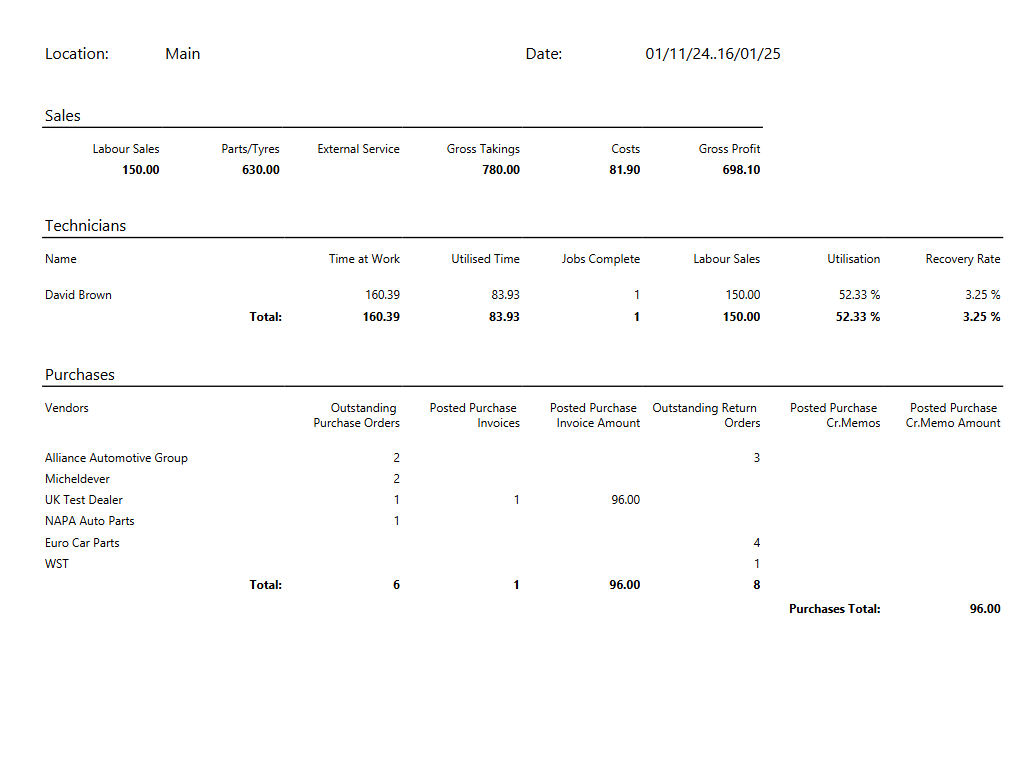 Location: Main Date: 01/11/24..16/01/25
Sales
Labour Sales Parts/Tyres External Service Gross Takings Costs Gross Profit
150.00 630.00 780.00 81.90 698.10
Technicians
Name Time at Work Utilised Time Jobs Complete Labour Sales Utilisation Recovery Rate
David Brown 160.39 83.93 1 150.00 52.33 % 3.25 %
Total: 160.39 83.93 1 150.00 52.33 % 3.25 %
Purchases
Vendors Outstanding Posted Purchase Posted Purchase Outstanding Return Posted Purchase Posted Purchase
Purchase Orders Invoices Invoice Amount Orders Cr.Memos Cr.Memo Amount
Alliance Automotive Group 2 3
Micheldever 2
UK Test Dealer 1 1 96.00
NAPA Auto Parts 1
Euro Car Parts 4
WST 1
Total: 6 1 96.00 8
Purchases Total: 96.00